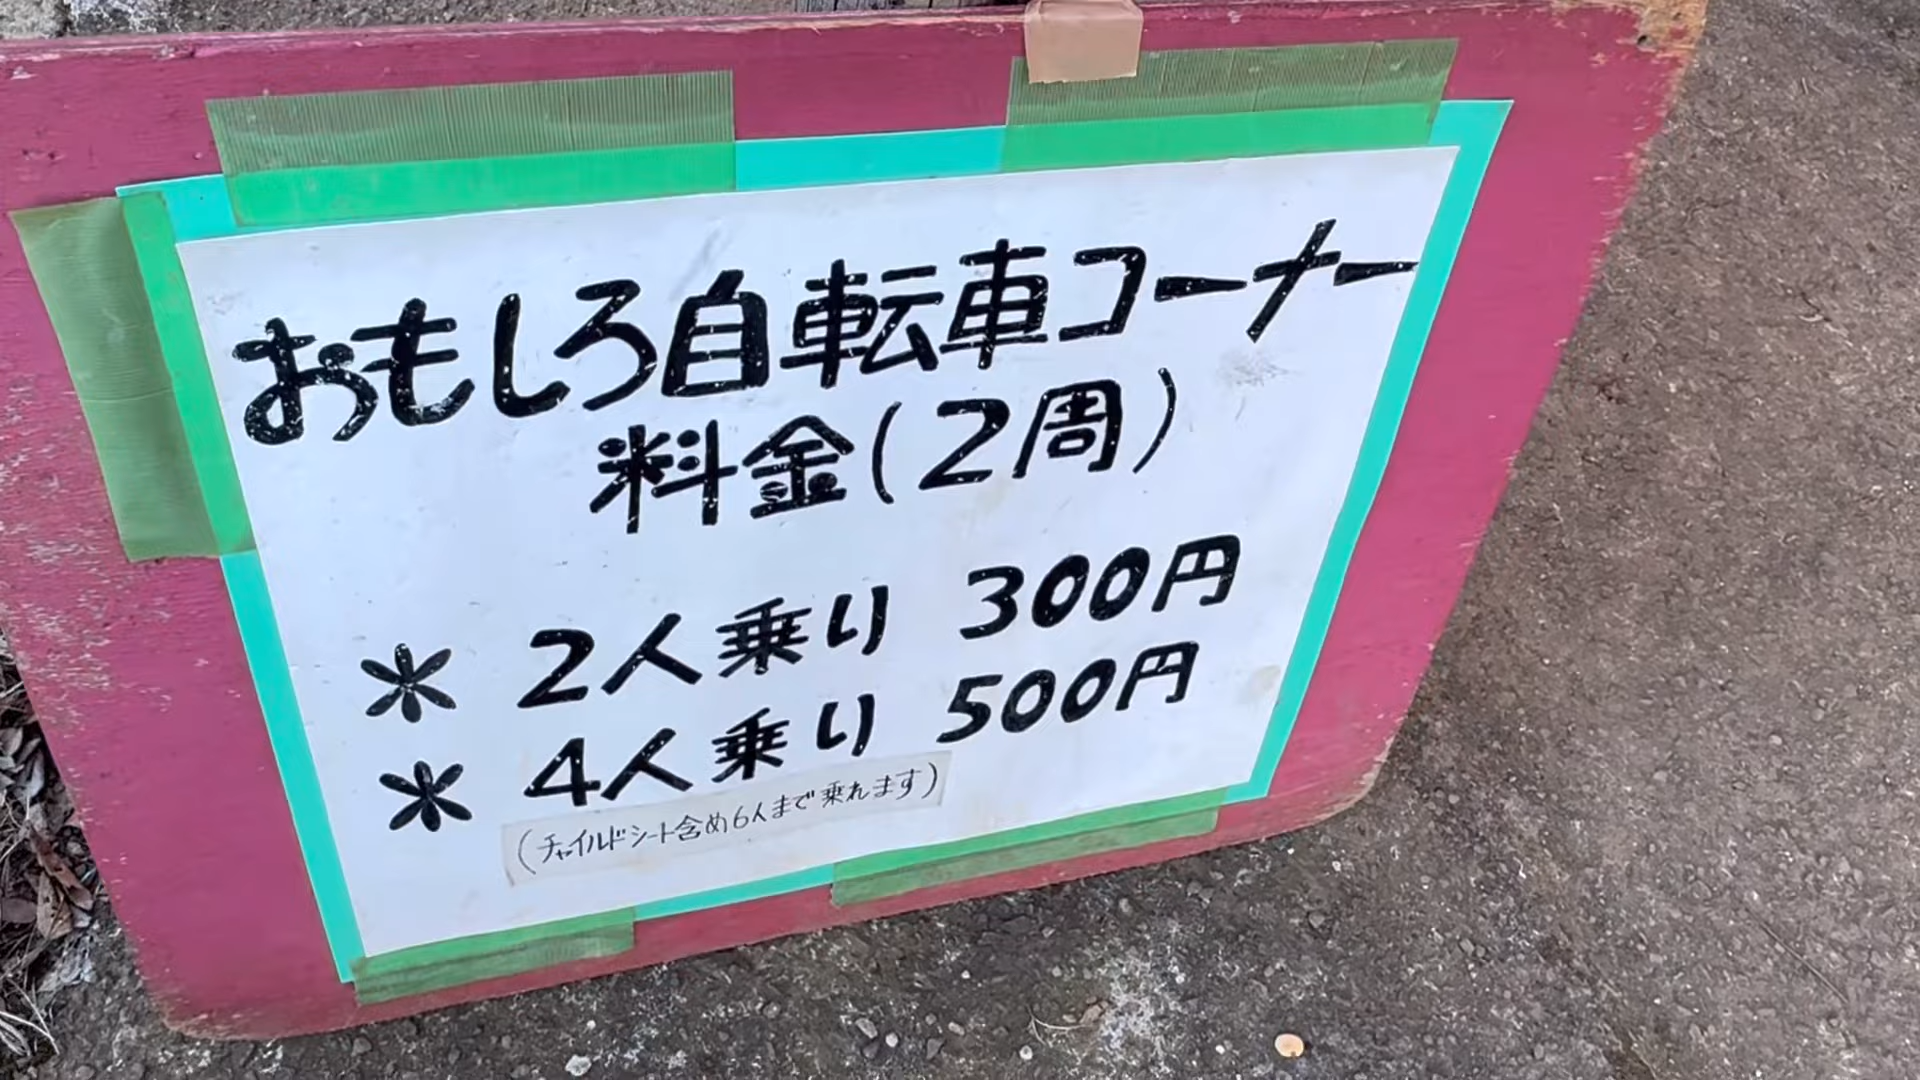 おもしろ自転車コーナー
料金(2周)
* 2人乗り 300円
* 4人乗り 500円
(チャイルドシート含め6人まで乗れます)